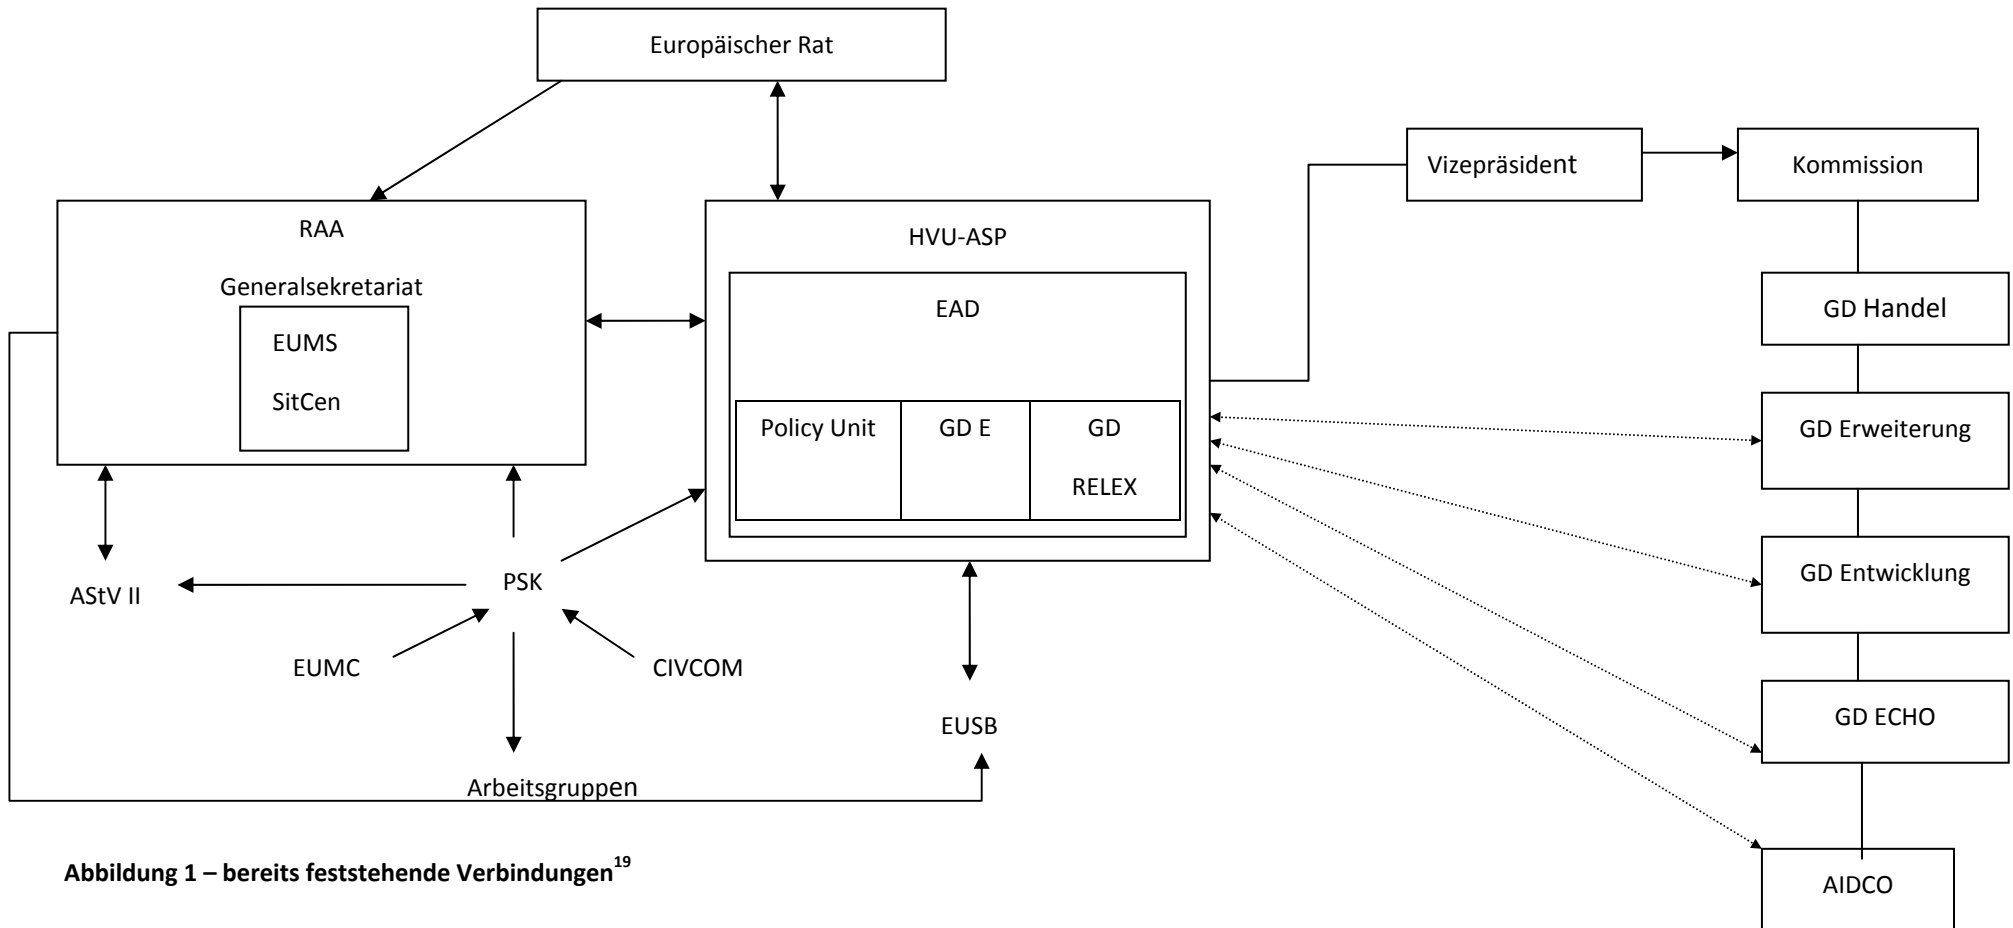 Europäischer Rat
Vizepräsident
Kommission
RAA
Generalsekretariat
EUMS
SitCen
HVU-ASP
EAD
Policy Unit
GD E
GD
RELEX
GD Handel
GD Erweiterung
GD Entwicklung
GD ECHO
AIDCO
AStV II
PSK
EUMC
CIVCOM
EUSB
Arbeitsgruppen
Abbildung 1 – bereits feststehende Verbindungen19